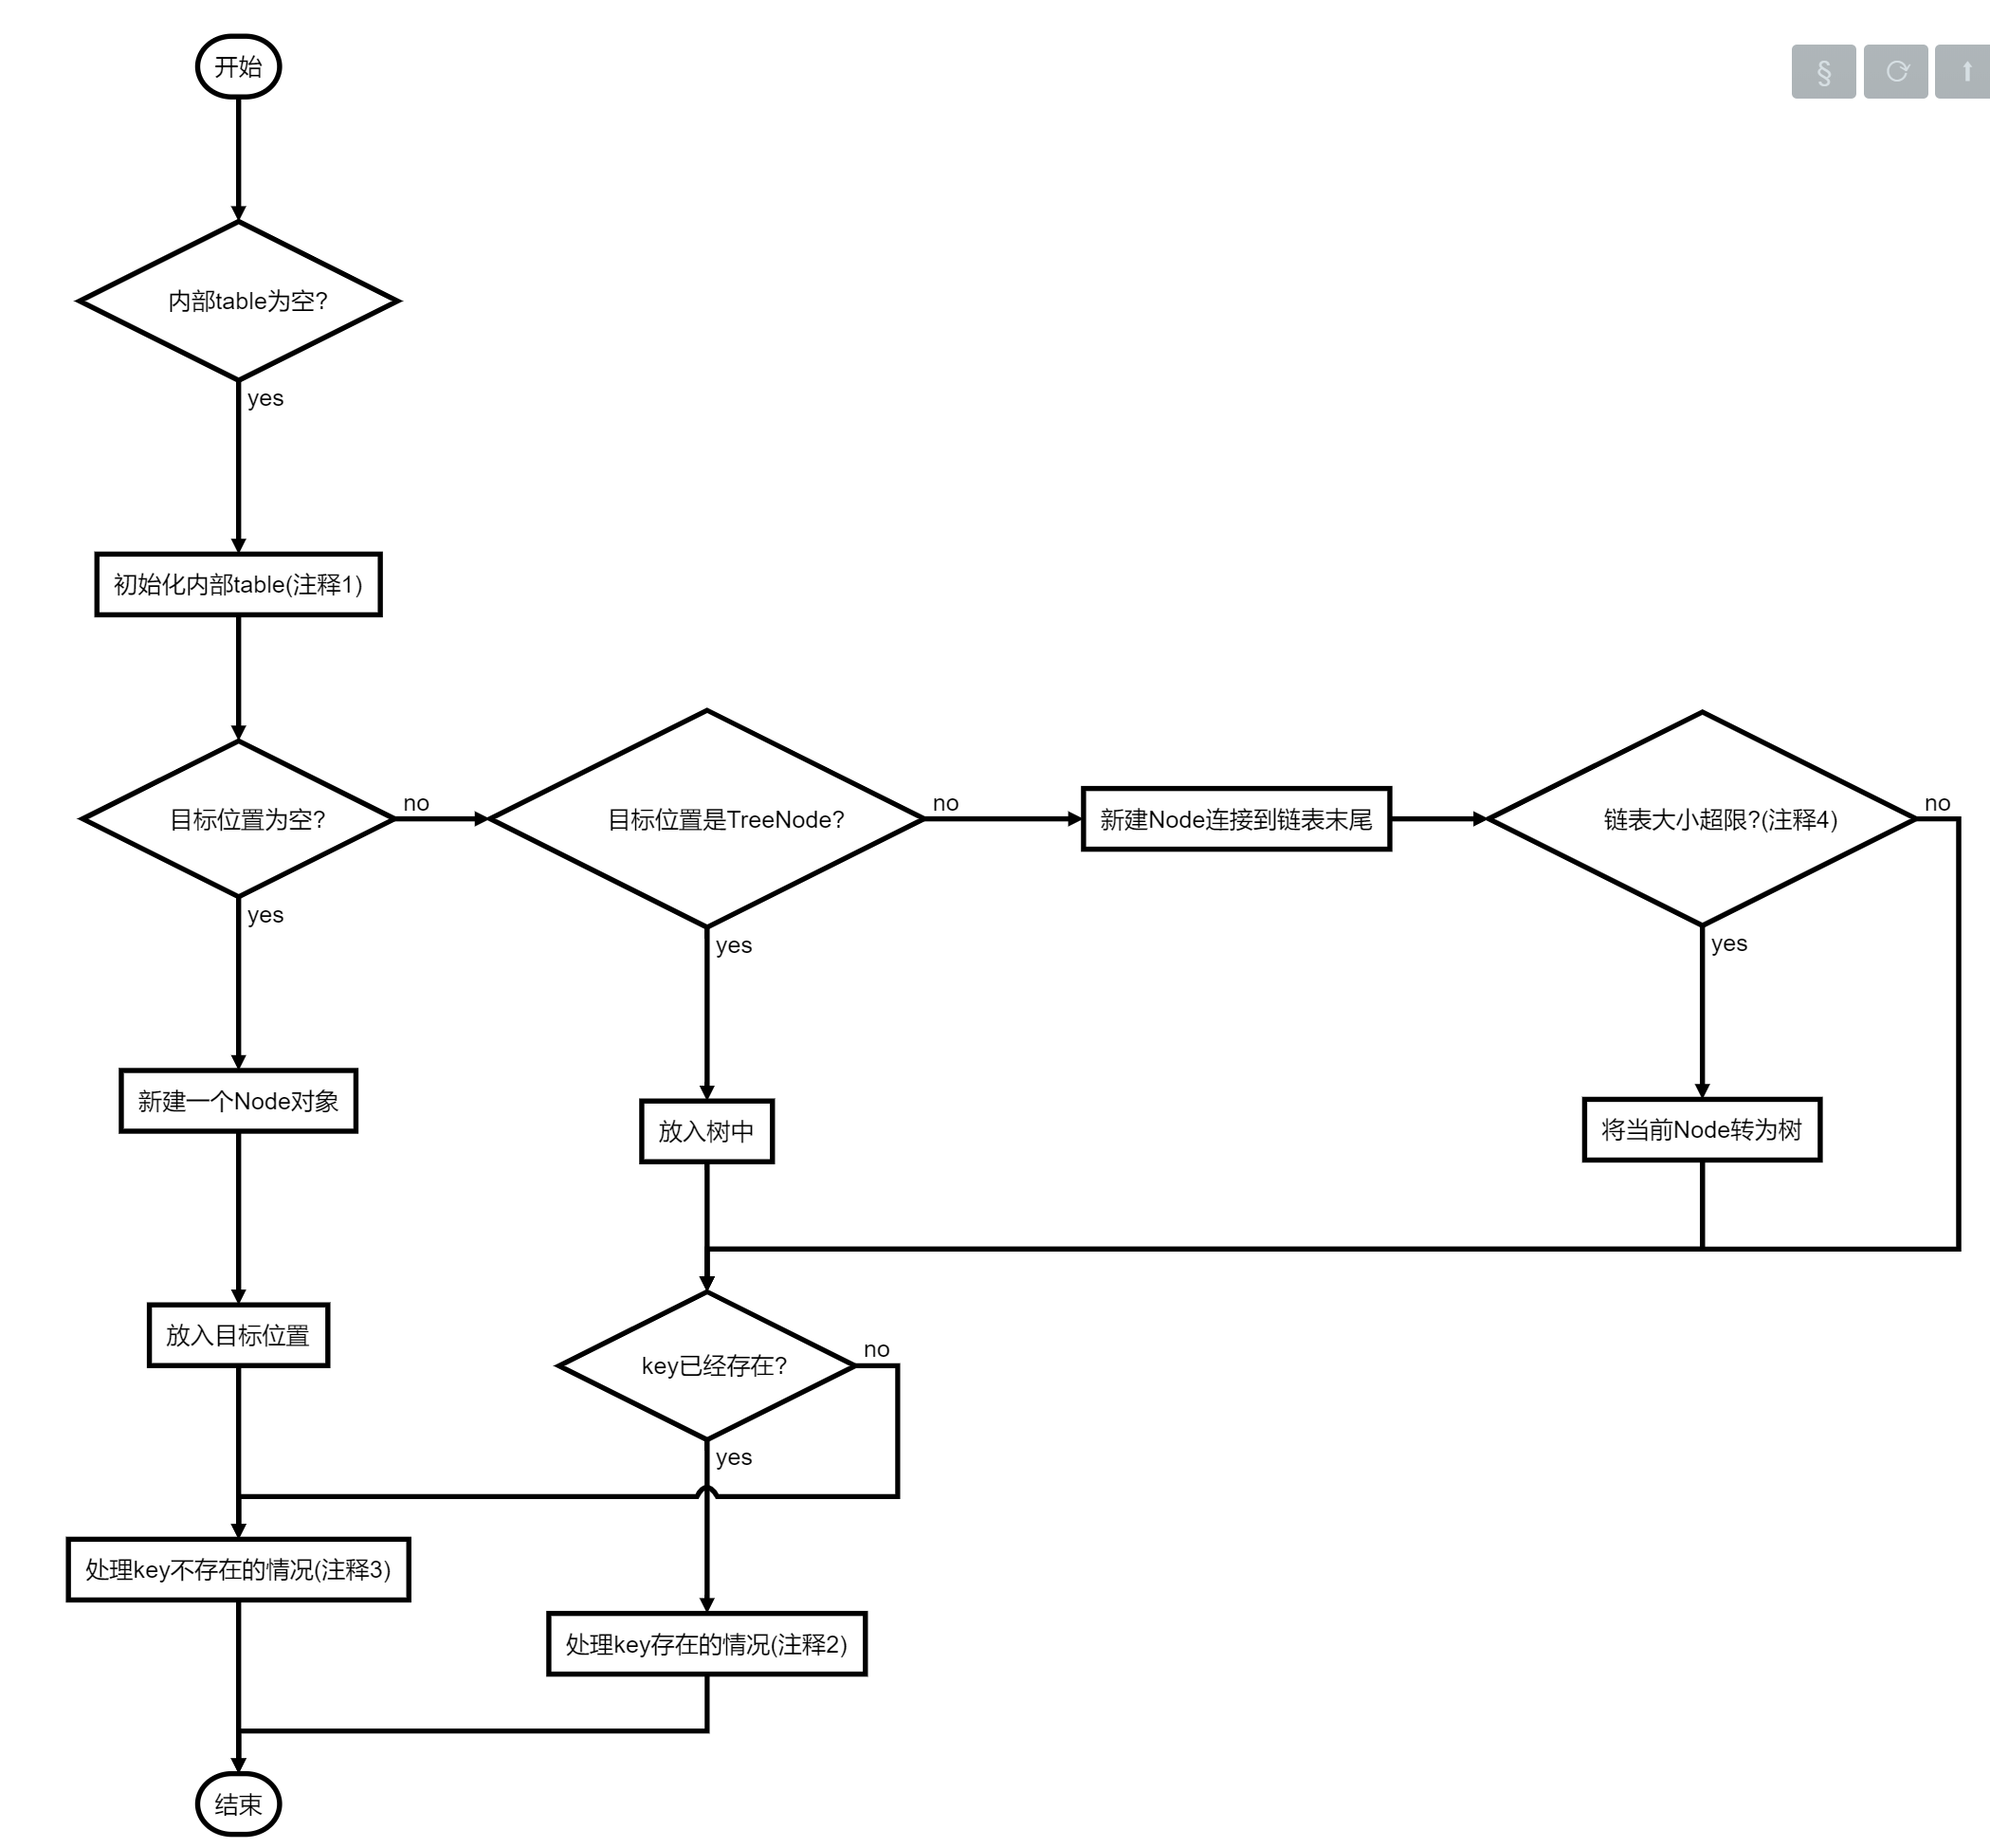 开始
§
内部table为空?
yes
初始化内部table(注释1)
目标位置为空?
no
目标位置是TreeNode?
no
新建Node连接到链表末尾
链表大小超限?(注释4)
no
yes
yes
yes
新建一个Node对象
放入树中
将当前Node转为树
放入目标位置
key已经存在?
no
yes
处理key不存在的情况(注释3)
处理key存在的情况(注释2)
结束